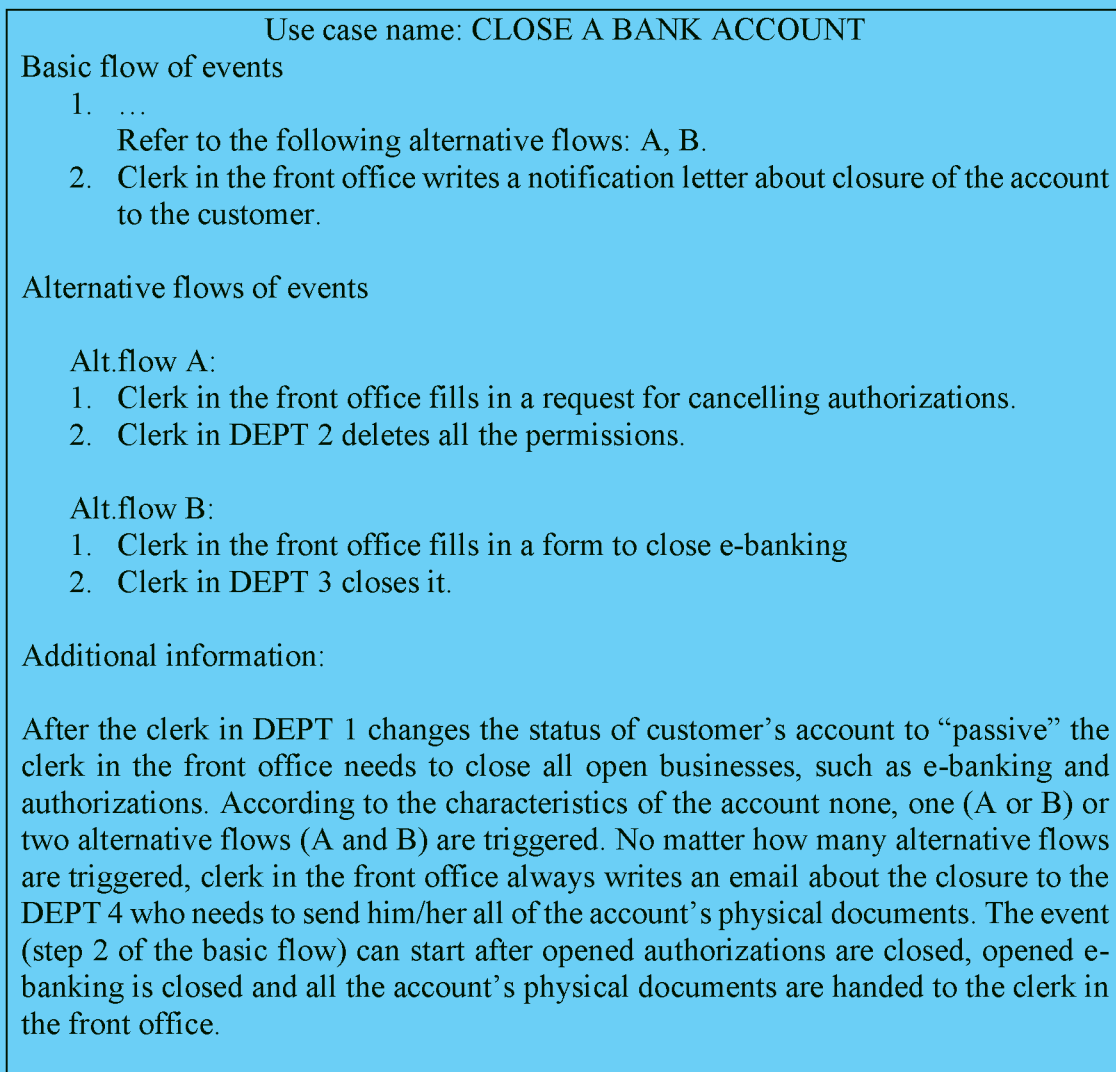 Use case name: CLOSE A BANK ACCOUNT
Basic flow of events
1. …
Refer to the following alternative flows: A, B.
2. Clerk in the front office writes a notification letter about closure of the account
to the customer.
Alternative flows of events
Alt.flow A:
1. Clerk in the front office fills in a request for cancelling authorizations.
2. Clerk in DEPT 2 deletes all the permissions.
Alt.flow B:
1. Clerk in the front office fills in a form to close e-banking
2. Clerk in DEPT 3 closes it.
Additional information:
After the clerk in DEPT 1 changes the status of customer’s account to “passive” the
clerk in the front office needs to close all open businesses, such as e-banking and
authorizations. According to the characteristics of the account none, one (A or B) or
two alternative flows (A and B) are triggered. No matter how many alternative flows
are triggered, clerk in the front office always writes an email about the closure to the
DEPT 4 who needs to send him/her all of the account’s physical documents. The event
(step 2 of the basic flow) can start after opened authorizations are closed, opened e-
banking is closed and all the account’s physical documents are handed to the clerk in
the front office.